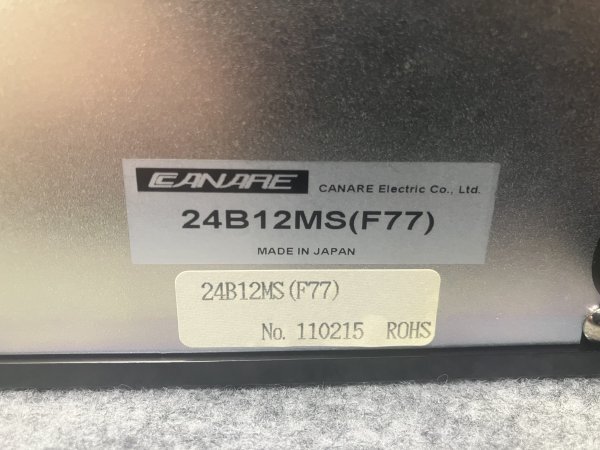 CANARE CANARE Electric Co., Ltd.
24B12MS(F77)
MADE IN JAPAN
24B12MS(F77)
No. 110215 ROHS